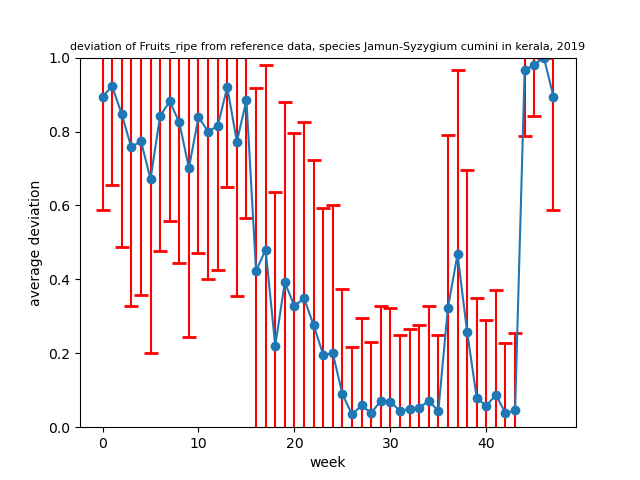 deviation of Fruits_ripe from reference data, species Jamun-Syzygium cumini in kerala, 2019
1.0
0.8
0.6
0.4
0.2
0.0
average deviation
0 10 20 30 40
week